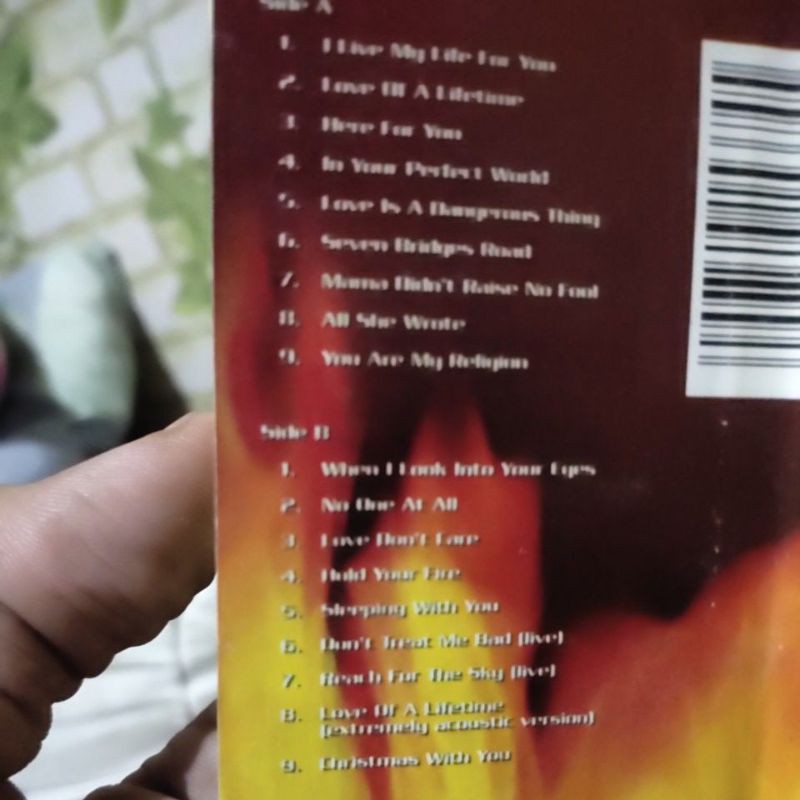 Side A
1. I Live My Life For You
2. Love Of A Lifetime
3. Here For You
4. In Your Perfect World
5. Love Is A Dangerous Thing
6. Seven Bridges Road
7. Mama Didn't Raise No Fool
8. All She Wrote
9. You Are My Religion
Side B
1. When I Look Into Your Eyes
2. No One At All
3. Love Don't Care
4. Hold Your Fire
5. Sleeping With You
6. Don't Treat Me Bad (live)
7. Reach For The Sky (live)
8. Love Of A Lifetime
(extremely acoustic version)
9. Christmas With You